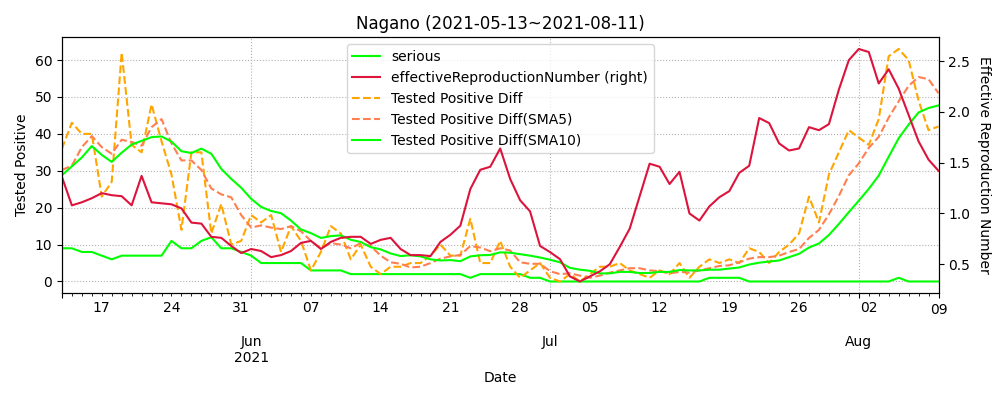 Nagano (2021-05-13~2021-08-11)
serious
effectiveReproductionNumber (right)
Tested Positive Diff
Tested Positive Diff(SMA5)
Tested Positive Diff(SMA10)
Tested Positive
60
50
40
30
20
10
0
2.5
2.0
1.5
1.0
0.5
Effective Reproduction Number
17 24 31 07 14 21 28 05 12 19 26 02 09
Jun Jul Aug
2021
Date